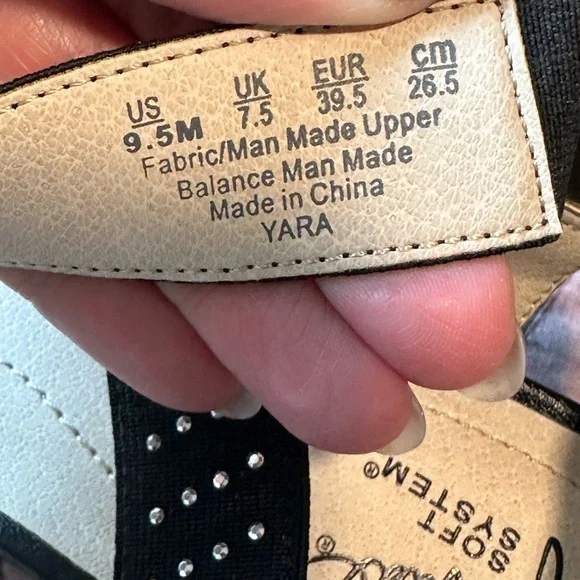 US UK EUR cm
9.5M 7.5 39.5 26.5
Fabric/Man Made Upper
Balance Man Made
Made in China
YARA
SOFT
SYSTEM®
®